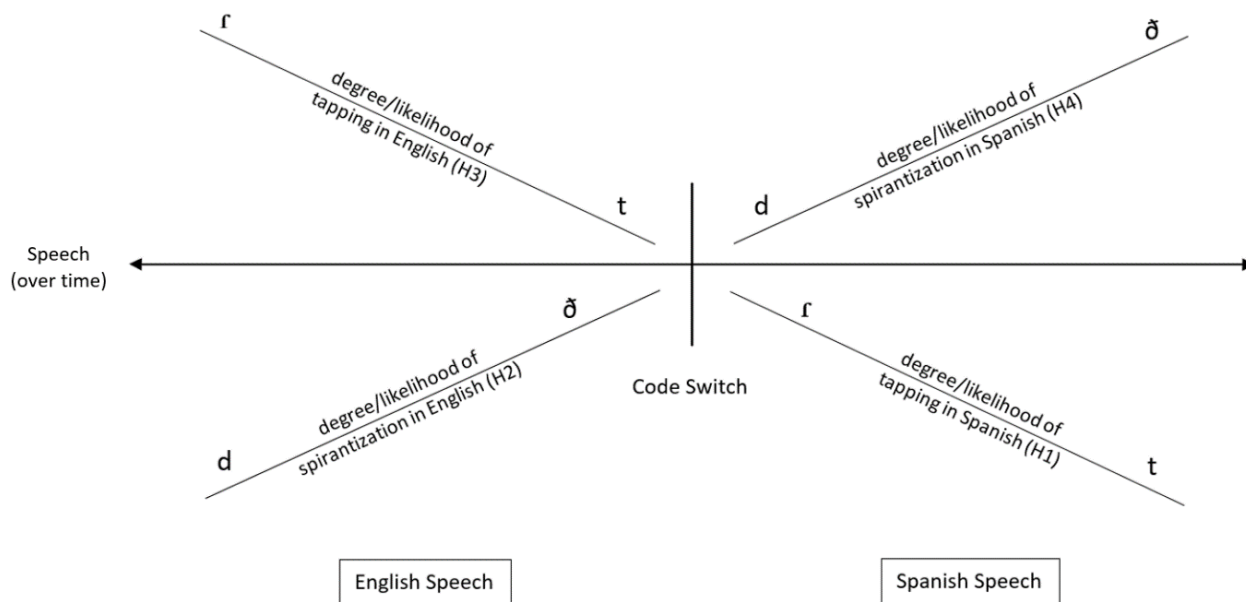 ɾ
degree/likelihood of
tapping in English (H3)
t
ð
degree/likelihood of
spirantization in Spanish (H4)
d
Speech
(over time)
ð
degree/likelihood of
spirantization in English (H2)
d
Code Switch
ɾ
degree/likelihood of
tapping in Spanish (H1)
t
English Speech
Spanish Speech